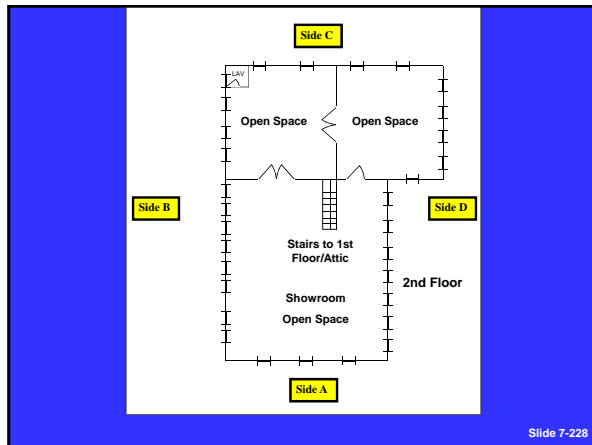 Side C
LAV
Open Space
Open Space
Side B
Side D
Stairs to 1st
Floor/Attic
2nd Floor
Showroom
Open Space
Side A
Slide 7-228